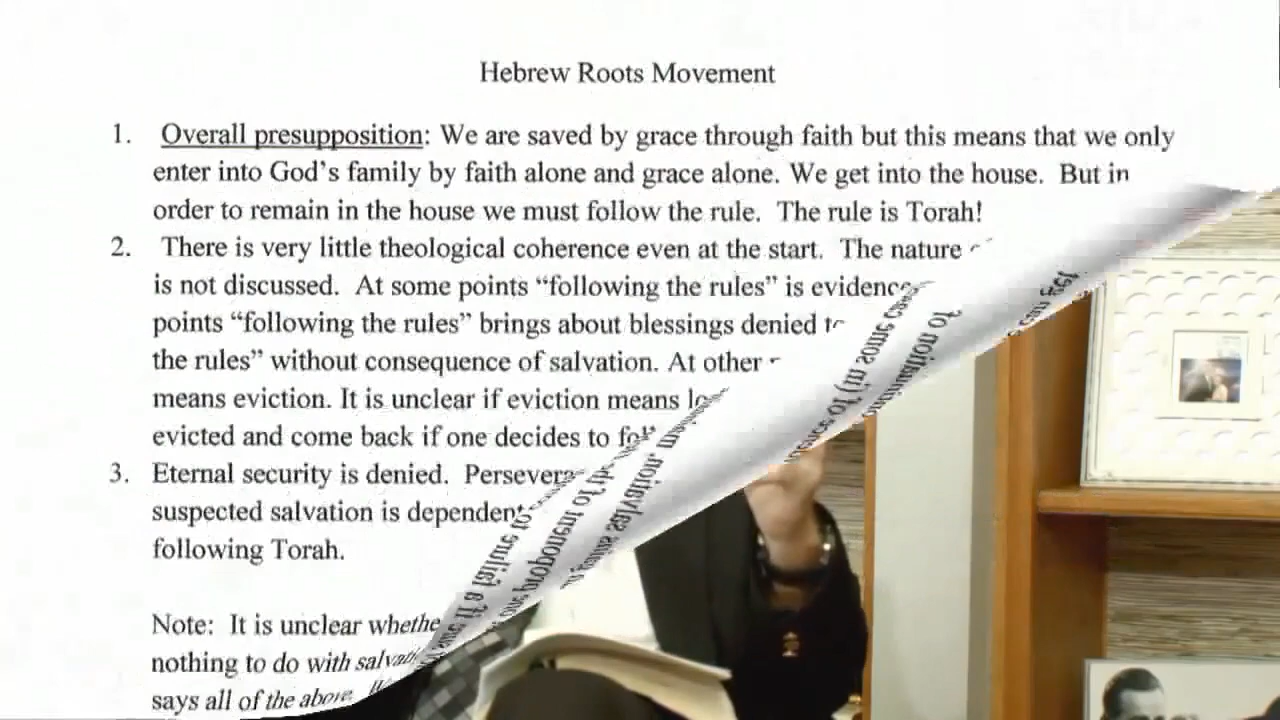 Hebrew Roots Movement
1. Overall presupposition: We are saved by grace through faith but this means that we only
enter into God's family by faith alone and grace alone. We get into the house. But in
order to remain in the house we must follow the rule. The rule is Torah!
2. There is very little theological coherence even at the start. The nature
is not discussed. At some points “following the rules” is evidence
points “following the rules” brings about blessings denied
the rules” without consequence of salvation. At other
means eviction. It is unclear if eviction means
evicted and come back if one decides to
3. Eternal security is denied.
suspected salvation is dependent
following Torah.
Note: It is unclear whethe
nothing to do with
says all of the above.